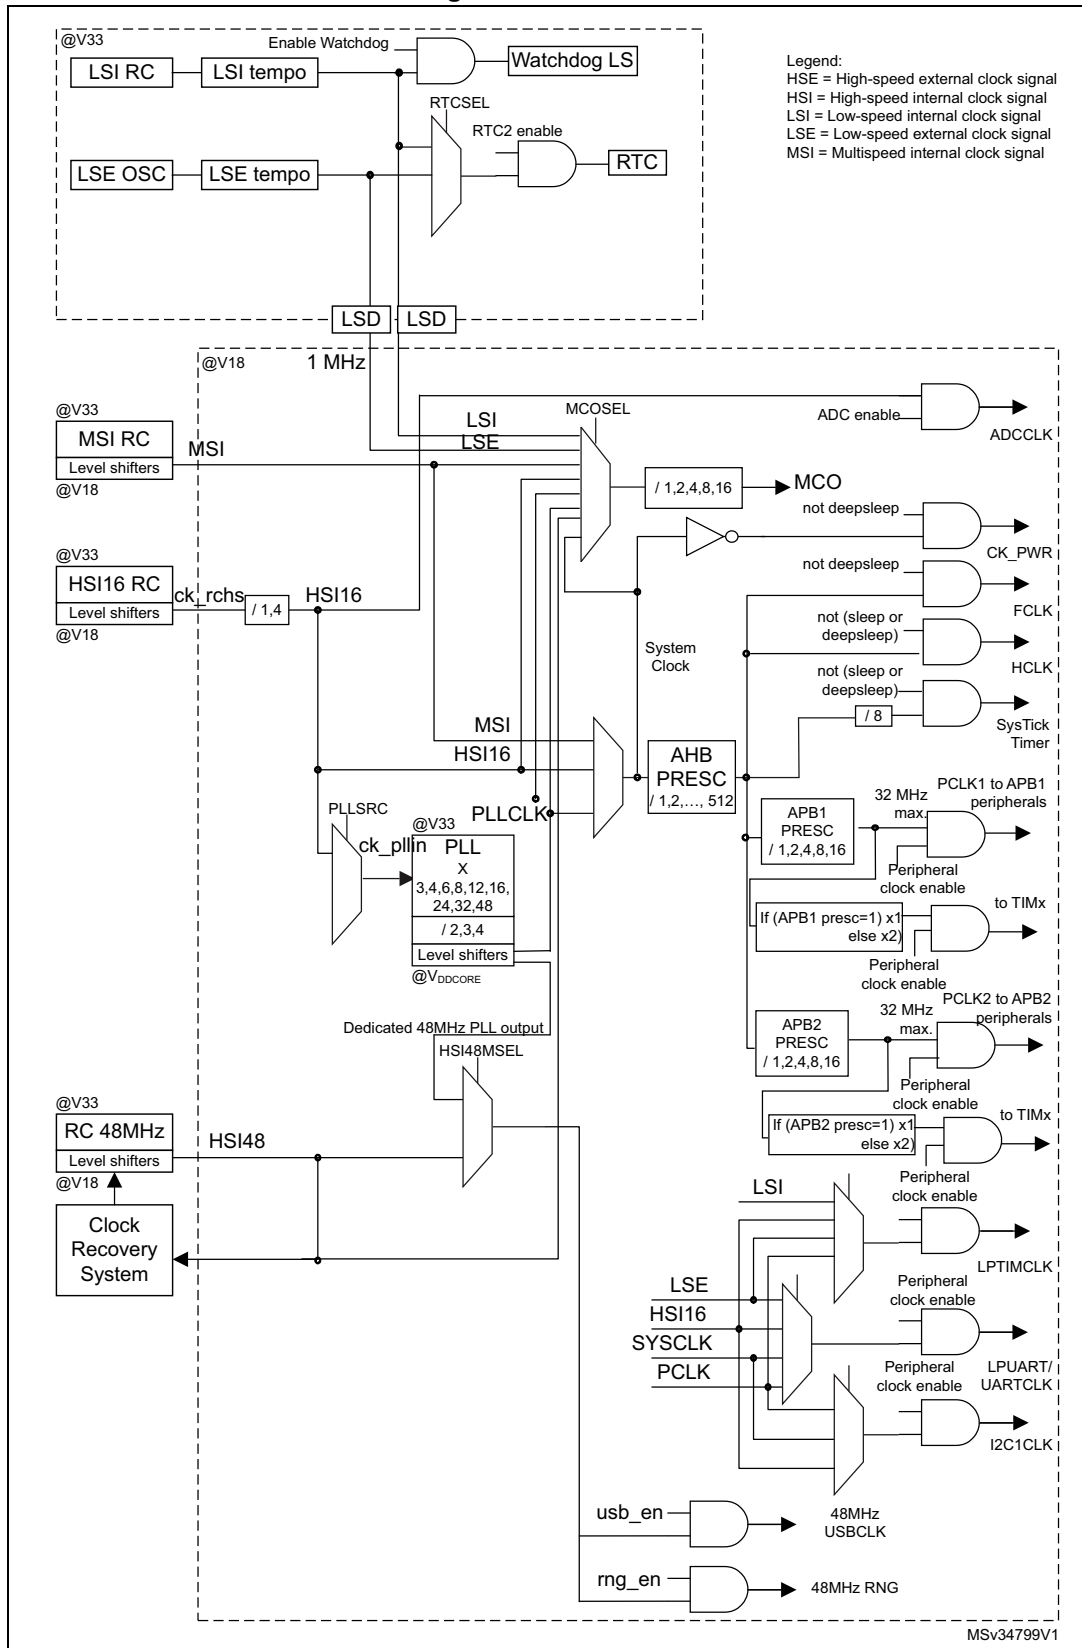 @V33
Enable Watchdog
LSI RC
LSI tempo
Watchdog LS
Legend:
HSE = High-speed external clock signal
HSI = High-speed internal clock signal
LSI = Low-speed internal clock signal
LSE = Low-speed external clock signal
MSI = Multispeed internal clock signal
RTCSEL
RTC2 enable
LSE OSC
LSE tempo
RTC
LSD
LSD
@V18
1 MHz
@V33
MSI RC
Level shifters
@V18
MSI
LSI
LSE
MCOSEL
/ 1,2,4,8,16
MCO
ADC enable
ADCCLK
not deepsleep
CK_PWR
@V33
HSI16 RC
Level shifters
@V18
ck_rchs
/ 1,4
HSI16
not deepsleep
FCLK
not (sleep or
deepsleep)
HCLK
System
Clock
not (sleep or
deepsleep)
/ 8
SysTick
Timer
MSI
HSI16
PLLCLK
AHB
PRESC
/ 1,2,…, 512
PLLSRC
ck_pllin
@V33
PLL
X
3,4,6,8,12,16,
24,32,48
/ 2,3,4
Level shifters
@VDDCORE
APB1
PRESC
/ 1,2,4,8,16
32 MHz
max.
PCLK1 to APB1
peripherals
Peripheral
clock enable
If (APB1 presc=1) x1
else x2)
to TIMx
Peripheral
clock enable
Dedicated 48MHz PLL output
HSI48MSEL
APB2
PRESC
/ 1,2,4,8,16
32 MHz
max.
PCLK2 to APB2
peripherals
Peripheral
clock enable
If (APB2 presc=1) x1
else x2)
to TIMx
Peripheral
clock enable
@V33
RC 48MHz
Level shifters
@V18
HSI48
Clock
Recovery
System
LSI
LPTIMCLK
LSE
HSI16
SYSCLK
PCLK
Peripheral
clock enable
LPUART/
UARTCLK
Peripheral
clock enable
I2C1CLK
usb_en
48MHz
USBCLK
rng_en
48MHz RNG
MSv34799V1